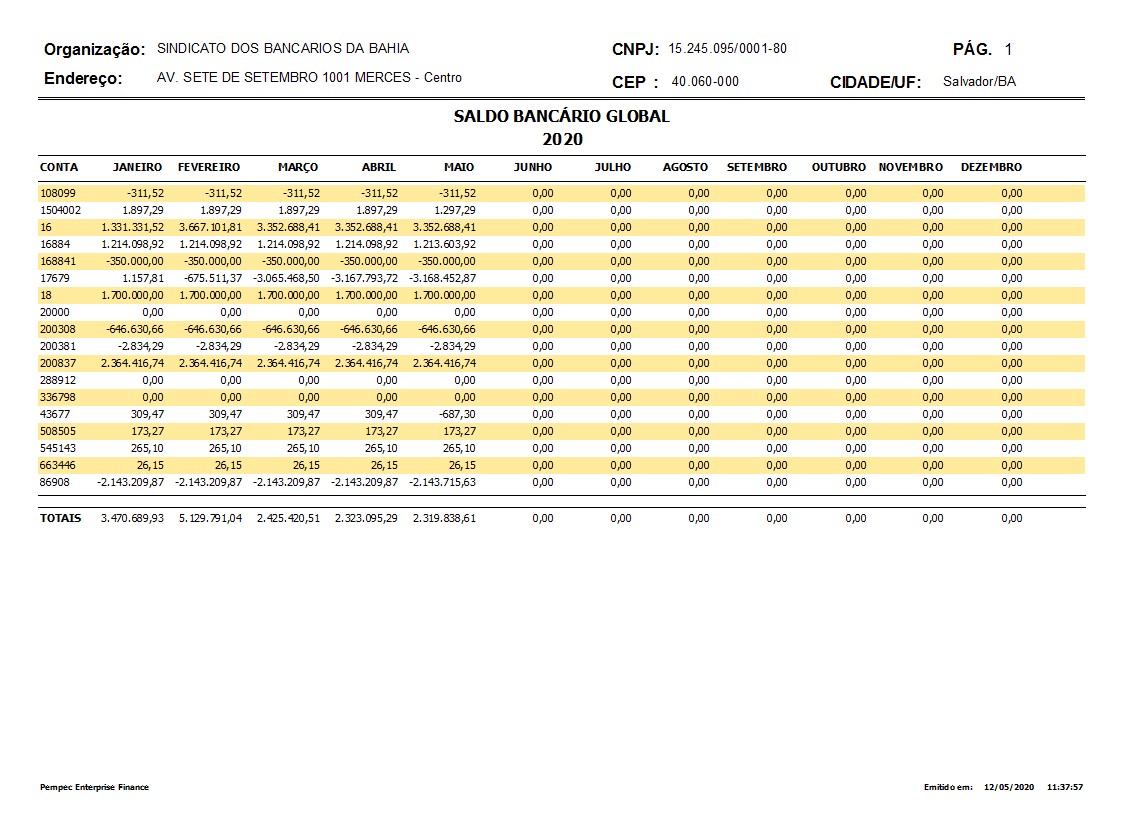 Organização: SINDICATO DOS BANCARIOS DA BAHIA CNPJ: 15.245.095/0001-80 PÁG. 1
Endereço: AV. SETE DE SETEMBRO 1001 MERCES - Centro CEP : 40.060-000 CIDADE/UF: Salvador/BA
SALDO BANCÁRIO GLOBAL
2020
CONTA JANEIRO FEVEREIRO MARÇO ABRIL MAIO JUNHO JULHO AGOSTO SETEMBRO OUTUBRO NOVEMBRO DEZEMBRO
108099 -311,52 -311,52 -311,52 -311,52 -311,52 0,00 0,00 0,00 0,00 0,00 0,00 0,00
1504002 1.897,29 1.897,29 1.897,29 1.897,29 1.297,29 0,00 0,00 0,00 0,00 0,00 0,00 0,00
16 1.331.331,52 3.667.101,81 3.352.688,41 3.352.688,41 3.352.688,41 0,00 0,00 0,00 0,00 0,00 0,00 0,00
16884 1.214.098,92 1.214.098,92 1.214.098,92 1.214.098,92 1.213.603,92 0,00 0,00 0,00 0,00 0,00 0,00 0,00
168841 -350.000,00 -350.000,00 -350.000,00 -350.000,00 -350.000,00 0,00 0,00 0,00 0,00 0,00 0,00 0,00
17679 1.157,81 -675.511,37 -3.065.468,50 -3.167.793,72 -3.168.452,87 0,00 0,00 0,00 0,00 0,00 0,00 0,00
18 1.700.000,00 1.700.000,00 1.700.000,00 1.700.000,00 1.700.000,00 0,00 0,00 0,00 0,00 0,00 0,00 0,00
20000 0,00 0,00 0,00 0,00 0,00 0,00 0,00 0,00 0,00 0,00 0,00 0,00
200308 -646.630,66 -646.630,66 -646.630,66 -646.630,66 -646.630,66 0,00 0,00 0,00 0,00 0,00 0,00 0,00
200381 -2.834,29 -2.834,29 -2.834,29 -2.834,29 -2.834,29 0,00 0,00 0,00 0,00 0,00 0,00 0,00
200837 2.364.416,74 2.364.416,74 2.364.416,74 2.364.416,74 2.364.416,74 0,00 0,00 0,00 0,00 0,00 0,00 0,00
288912 0,00 0,00 0,00 0,00 0,00 0,00 0,00 0,00 0,00 0,00 0,00 0,00
336798 0,00 0,00 0,00 0,00 0,00 0,00 0,00 0,00 0,00 0,00 0,00 0,00
43677 309,47 309,47 309,47 309,47 -687,30 0,00 0,00 0,00 0,00 0,00 0,00 0,00
508505 173,27 173,27 173,27 173,27 173,27 0,00 0,00 0,00 0,00 0,00 0,00 0,00
545143 265,10 265,10 265,10 265,10 265,10 0,00 0,00 0,00 0,00 0,00 0,00 0,00
663446 26,15 26,15 26,15 26,15 26,15 0,00 0,00 0,00 0,00 0,00 0,00 0,00
86908 -2.143.209,87 -2.143.209,87 -2.143.209,87 -2.143.209,87 -2.143.715,63 0,00 0,00 0,00 0,00 0,00 0,00 0,00
TOTAIS 3.470.689,93 5.129.791,04 2.425.420,51 2.323.095,29 2.319.838,61 0,00 0,00 0,00 0,00 0,00 0,00 0,00
Pempec Enterprise Finance Emitido em: 12/05/2020 11:37:57